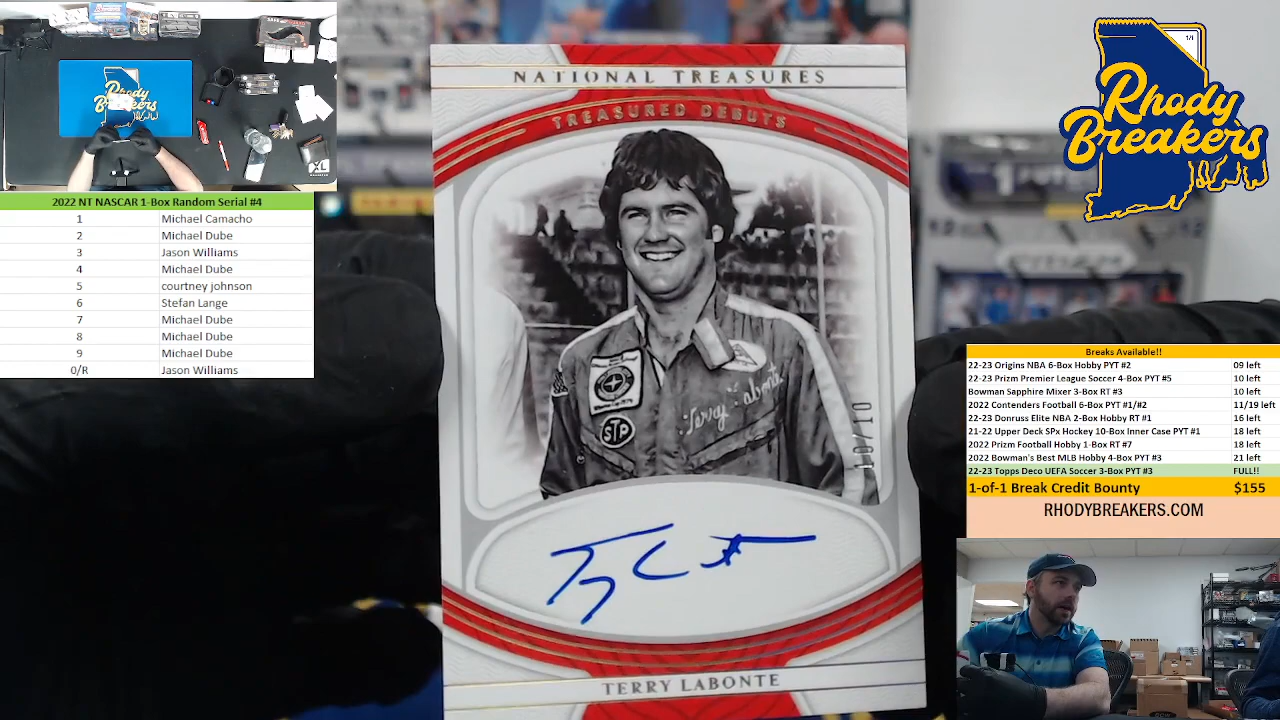 2022 NT NASCAR 1-Box Random Serial #4
1 Michael Camacho
2 Michael Dube
3 Jason Williams
4 Michael Dube
5 courtney johnson
6 Stefan Lange
7 Michael Dube
8 Michael Dube
9 Michael Dube
0/R Jason Williams
Rhody
Breakers
XL
NATIONAL TREASURES
TREASURED DEBUTS
STP
Terry Labonte
10/10
TERRY LABONTE
1/1
Rhody
Breakers
Breaks Available!!
22-23 Origins NBA 6-Box Hobby PYT #2 09 left
22-23 Prizm Premier League Soccer 4-Box PYT #5 10 left
Bowman Sapphire Mixer 3-Box RT #3 10 left
2022 Contenders Football 6-Box PYT #1/#2 11/19 left
22-23 Donruss Elite NBA 2-Box Hobby RT #1 16 left
21-22 Upper Deck SPx Hockey 10-Box Inner Case PYT #1 18 left
2022 Prizm Football Hobby 1-Box RT #7 18 left
2022 Bowman's Best MLB Hobby 4-Box PYT #3 21 left
22-23 Topps Deco UEFA Soccer 3-Box PYT #3 FULL!!
1-of-1 Break Credit Bounty $155
RHODYBREAKERS.COM